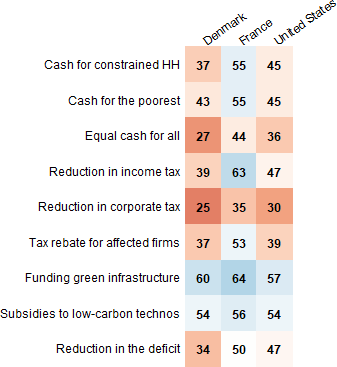 Denmark France United States
Cash for constrained HH 37 55 45
Cash for the poorest 43 55 45
Equal cash for all 27 44 36
Reduction in income tax 39 63 47
Reduction in corporate tax 25 35 30
Tax rebate for affected firms 37 53 39
Funding green infrastructure 60 64 57
Subsidies to low-carbon technos 54 56 54
Reduction in the deficit 34 50 47